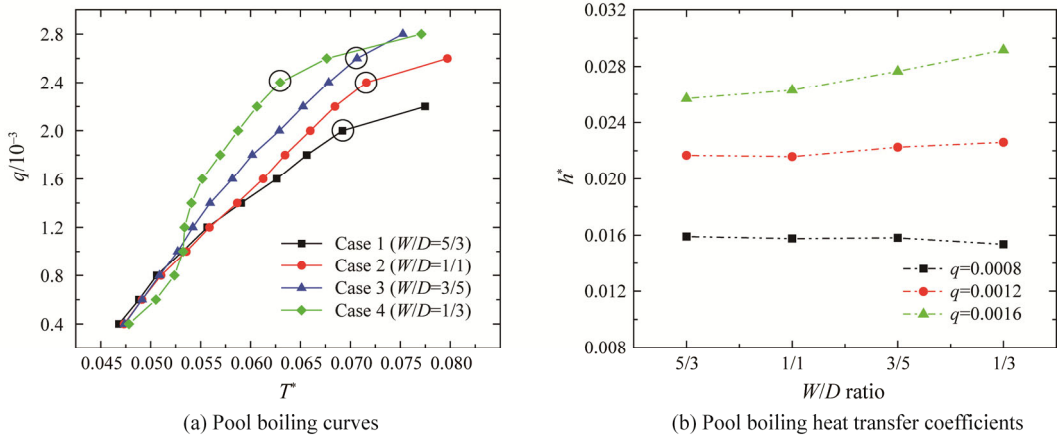 2.8
2.4
2.0
1.6
1.2
0.8
0.4
q/10⁻³
Case 1 (W/D=5/3)
Case 2 (W/D=1/1)
Case 3 (W/D=3/5)
Case 4 (W/D=1/3)
0.045 0.050 0.055 0.060 0.065 0.070 0.075 0.080
T*
(a) Pool boiling curves
0.032
0.028
0.024
0.020
0.016
0.012
0.008
h*
q=0.0008
q=0.0012
q=0.0016
5/3 1/1 3/5 1/3
W/D ratio
(b) Pool boiling heat transfer coefficients